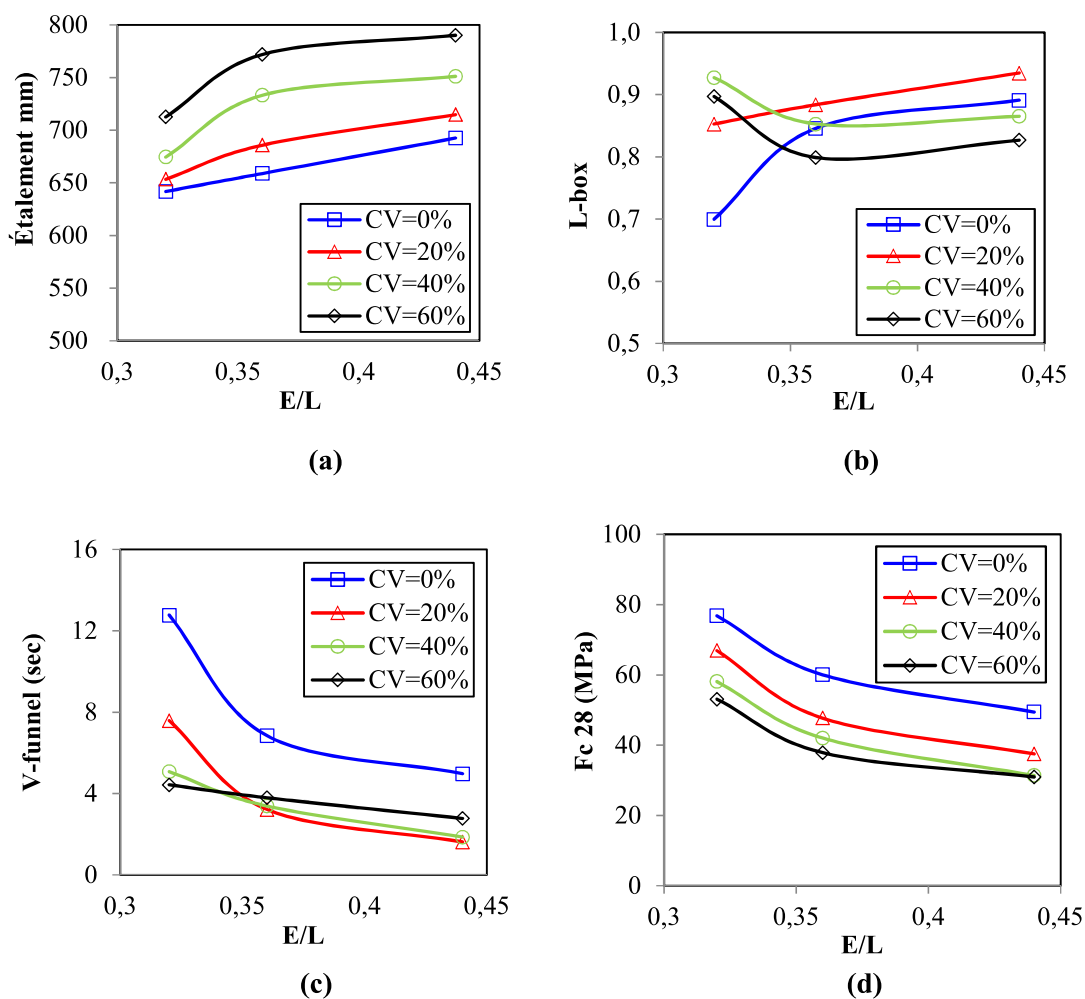 800
750
700
650
600
550
500
Étalement mm
CV=0%
CV=20%
CV=40%
CV=60%
0,3
0,35
0,4
0,45
E/L
(a)
1,0
0,9
0,8
0,7
0,6
0,5
L-box
CV=0%
CV=20%
CV=40%
CV=60%
0,3
0,35
0,4
0,45
E/L
(b)
16
12
8
4
0
V-funnel (sec)
CV=0%
CV=20%
CV=40%
CV=60%
0,3
0,35
0,4
0,45
E/L
(c)
100
80
60
40
20
0
Fc 28 (MPa)
CV=0%
CV=20%
CV=40%
CV=60%
0,3
0,35
0,4
0,45
E/L
(d)